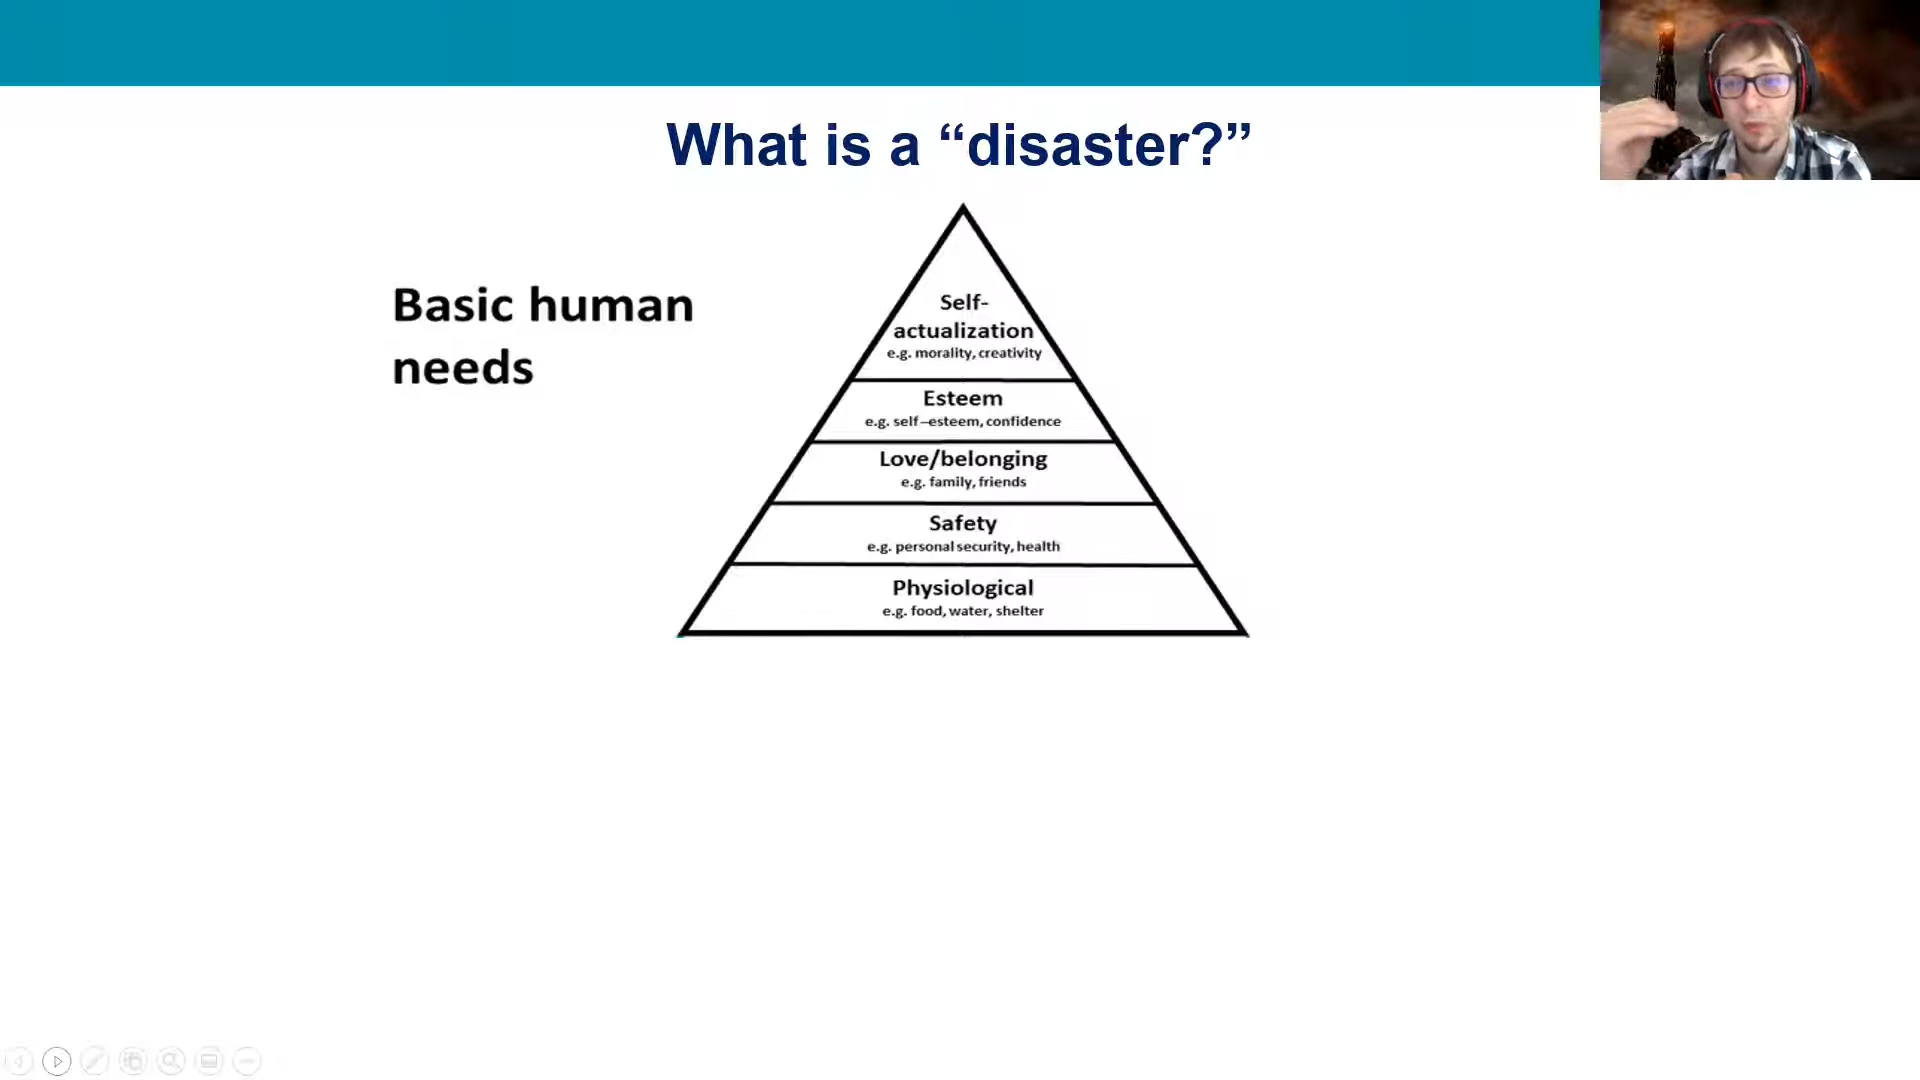 What is a “disaster?”
Basic human
needs
Self-
actualization
e.g. morality, creativity
Esteem
e.g. self–esteem, confidence
Love/belonging
e.g. family, friends
Safety
e.g. personal security, health
Physiological
e.g. food, water, shelter